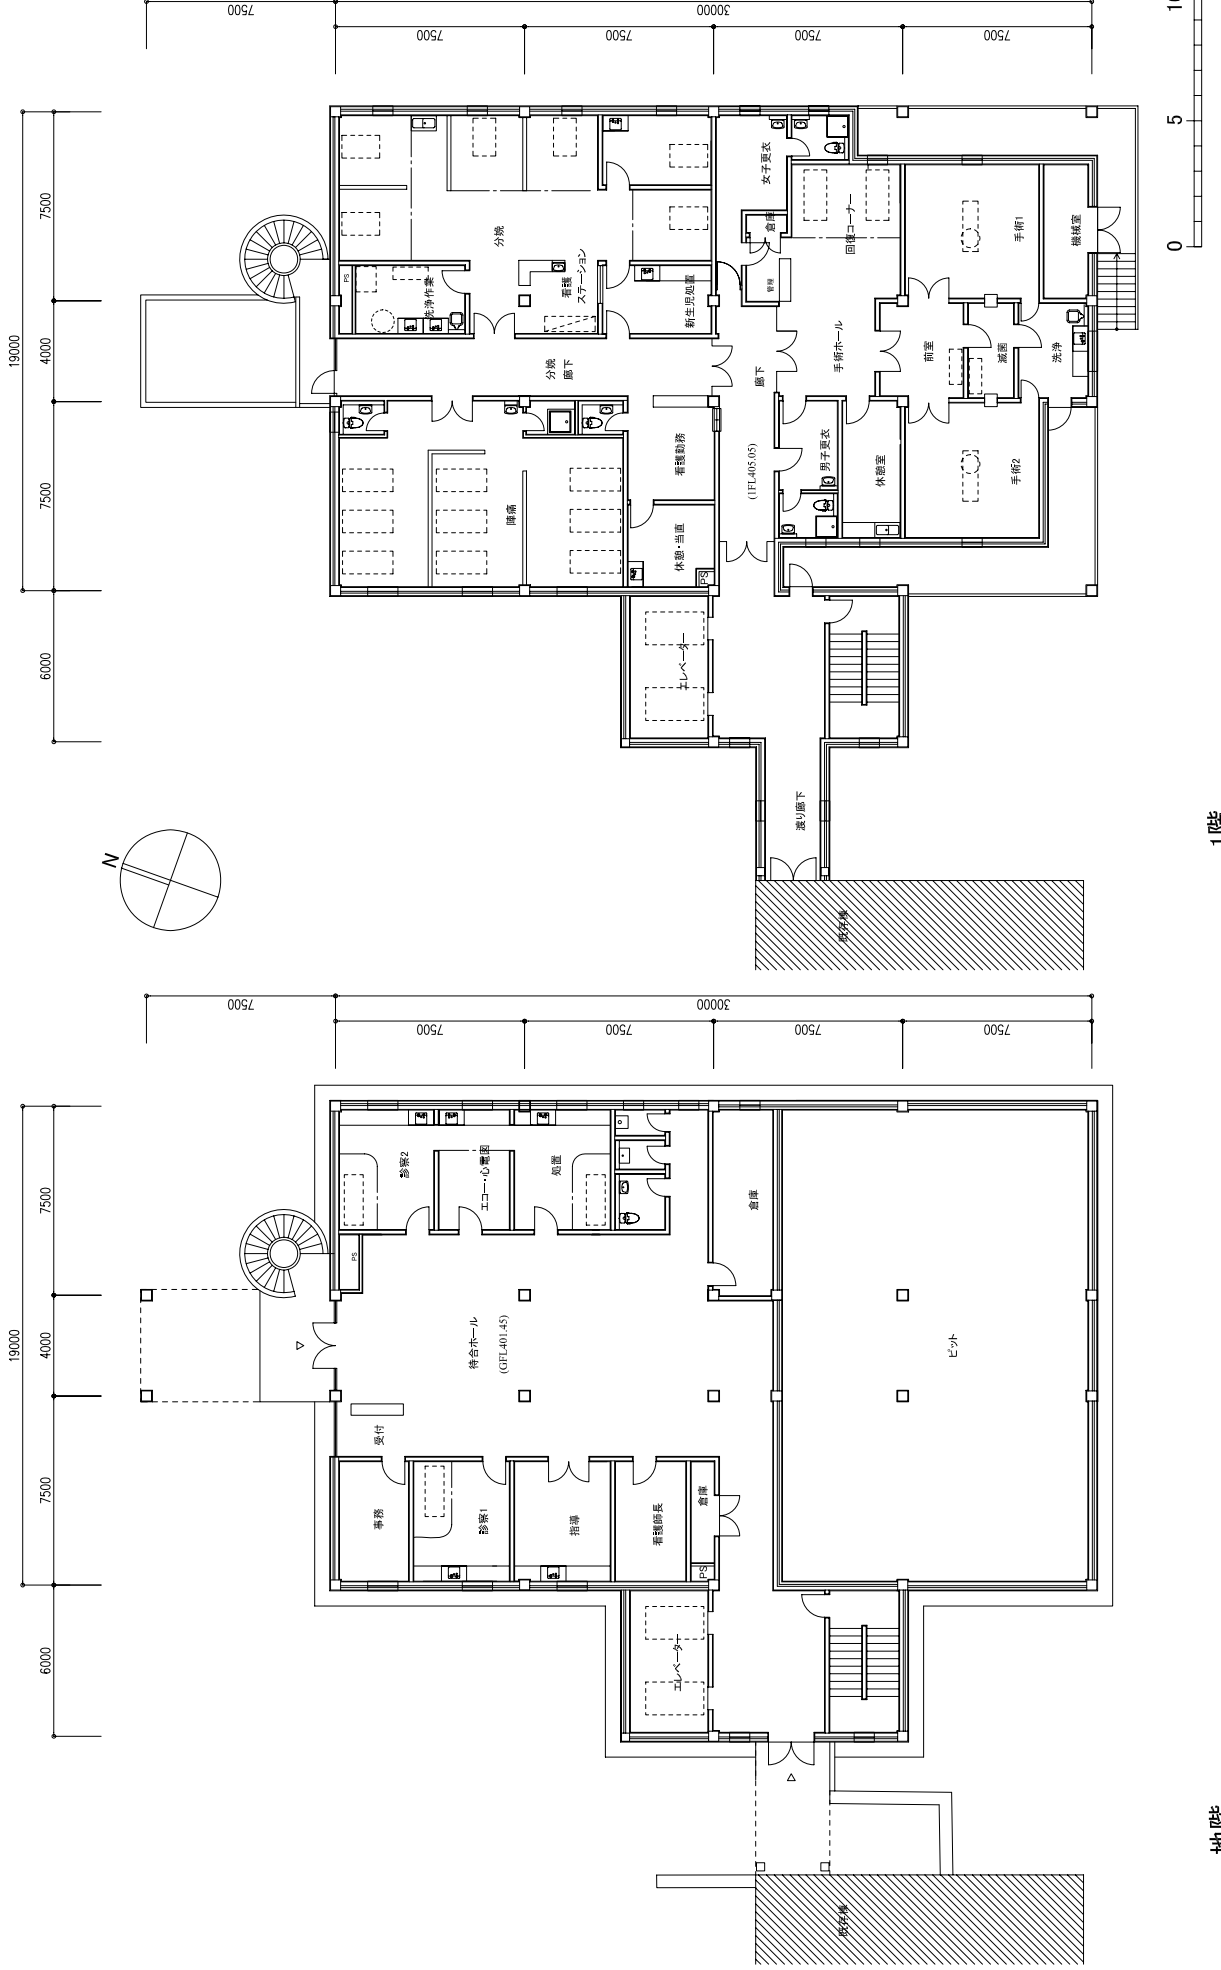 7500
30000
7500
7500
7500
7500
19000
7500
4000
7500
6000
N
PS
洗浄作業
分娩
看護
ステーション
新生児処置
分娩
廊下
陣痛
看護勤務
休憩・当直
PS
エレベーター
女子更衣
倉庫
管理
回復コーナー
手術ホール
廊下
(1FL405.05)
男子更衣
休憩室
前室
滅菌
洗浄
手術1
手術2
機械室
渡り廊下
既存棟
0
5
1階
7500
30000
7500
7500
7500
7500
19000
7500
4000
7500
6000
診察2
エコー・心電図
処置
PS
倉庫
待合ホール
(GFL401.45)
受付
事務
診察1
指導
看護師長
倉庫
PS
ピット
エレベーター
既存棟
地階